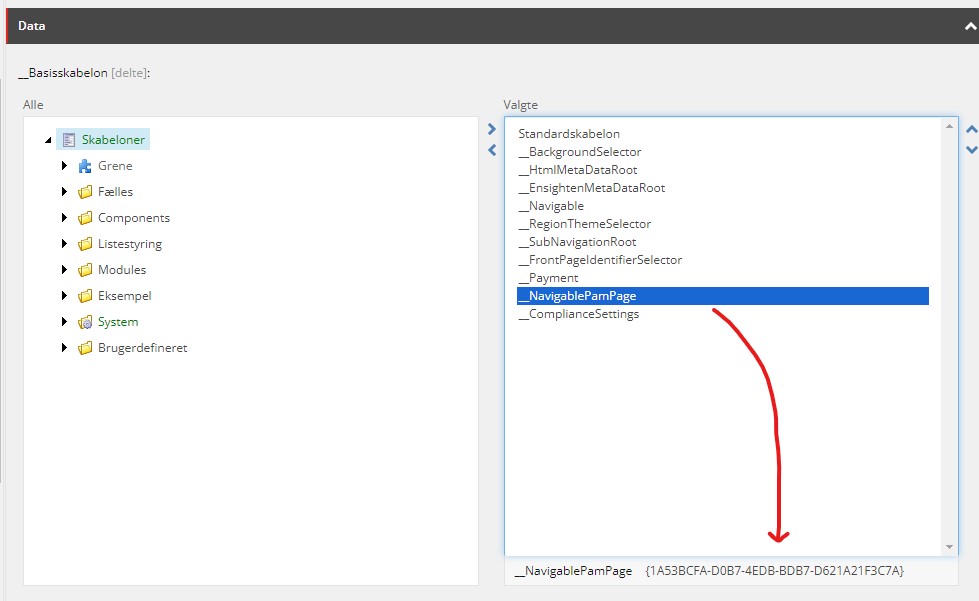 Data
__Basisskabelon [delte]:
Alle
Skabeloner
Grene
Fælles
Components
Listestyring
Modules
Eksempel
System
Brugerdefineret
Valgte
Standardskabelon
__BackgroundSelector
__HtmlMetaDataRoot
__EnsightenMetaDataRoot
__Navigable
__RegionThemeSelector
__SubNavigationRoot
__FrontPageIdentifierSelector
__Payment
__NavigablePamPage
__ComplianceSettings
__NavigablePamPage {1A53BCFA-D0B7-4EDB-BDB7-D621A21F3C7A}